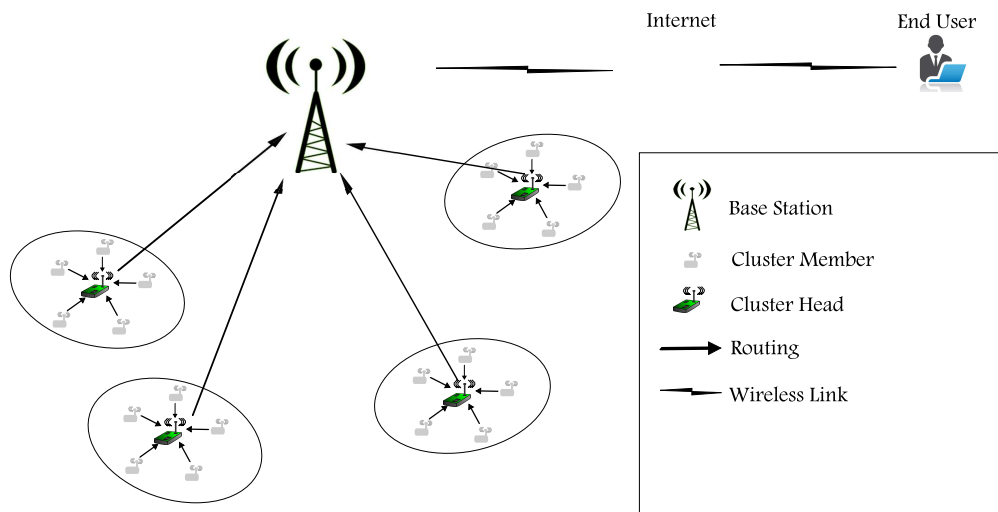 Internet
End User
Base Station
Cluster Member
Cluster Head
Routing
Wireless Link